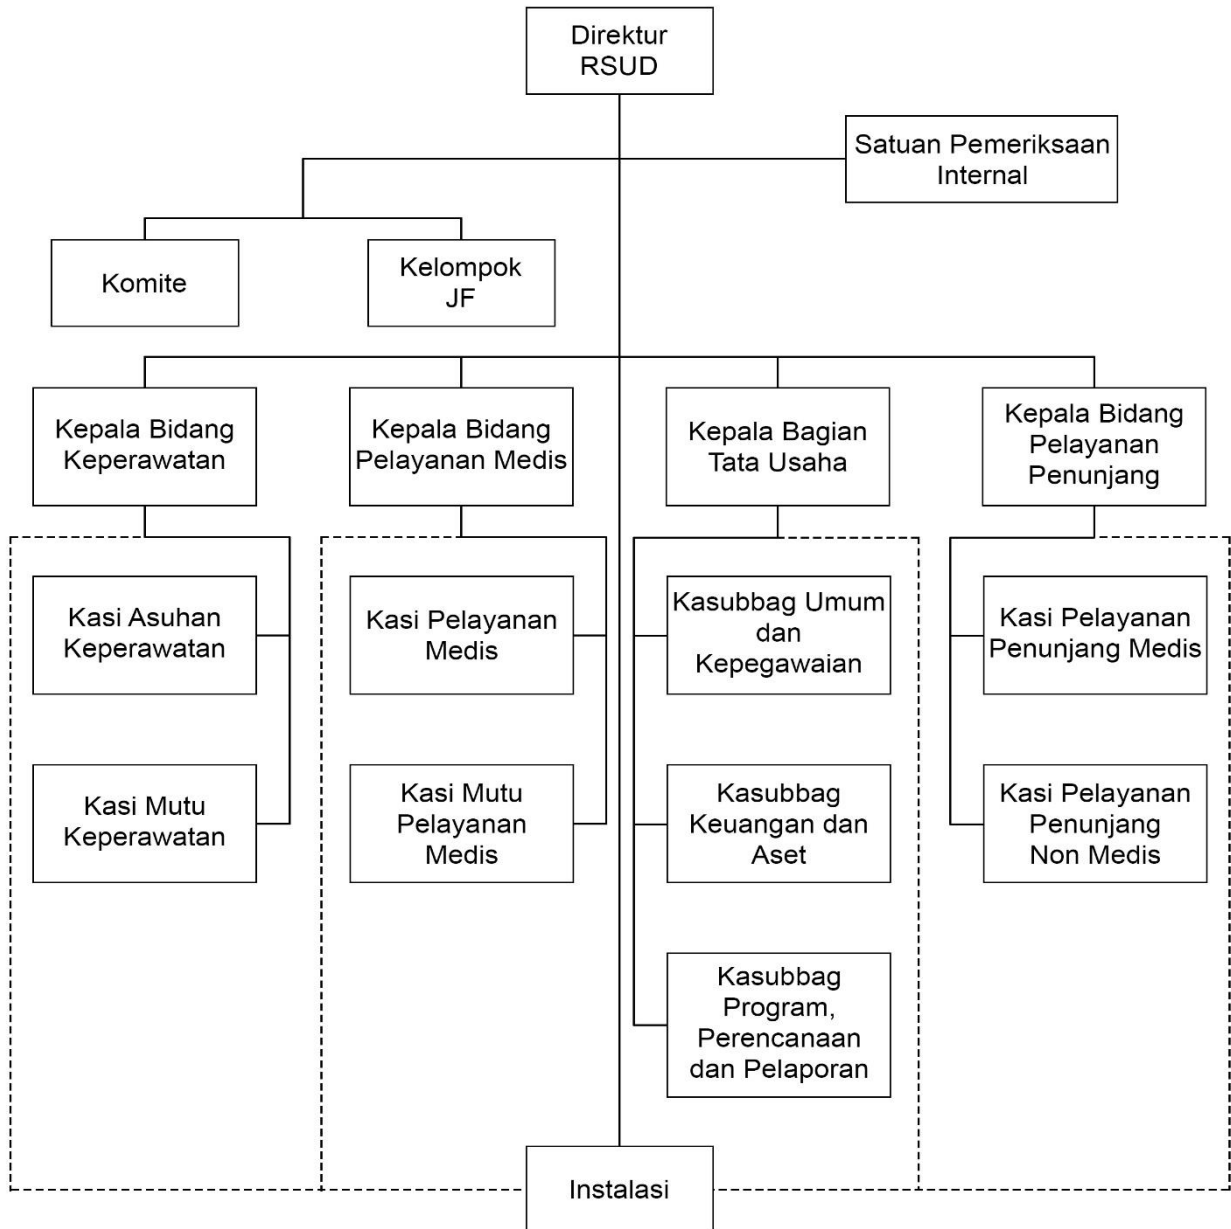 Direktur
RSUD
Satuan Pemeriksaan
Internal
Komite
Kelompok
JF
Kepala Bidang
Keperawatan
Kepala Bidang
Pelayanan Medis
Kepala Bagian
Tata Usaha
Kepala Bidang
Pelayanan
Penunjang
Kasi Asuhan
Keperawatan
Kasi Pelayanan
Medis
Kasubbag Umum
dan
Kepegawaian
Kasi Pelayanan
Penunjang Medis
Kasi Mutu
Keperawatan
Kasi Mutu
Pelayanan
Medis
Kasubbag
Keuangan dan
Aset
Kasi Pelayanan
Penunjang
Non Medis
Kasubbag
Program,
Perencanaan
dan Pelaporan
Instalasi